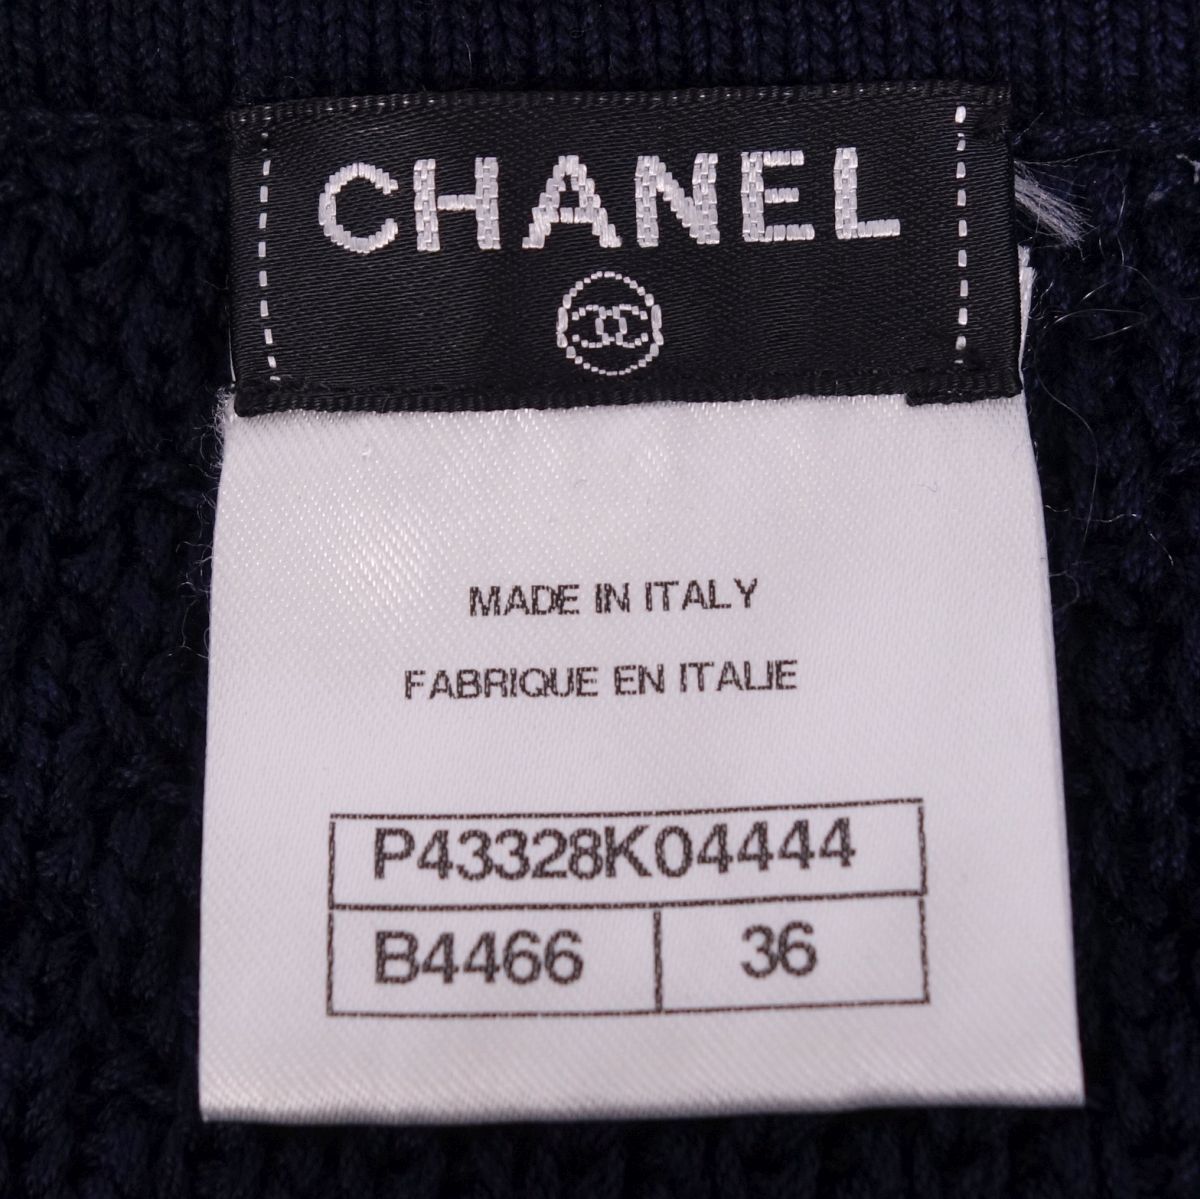 CHANEL
MADE IN ITALY
FABRIQUE EN ITALIE
P43328K04444
B4466 36